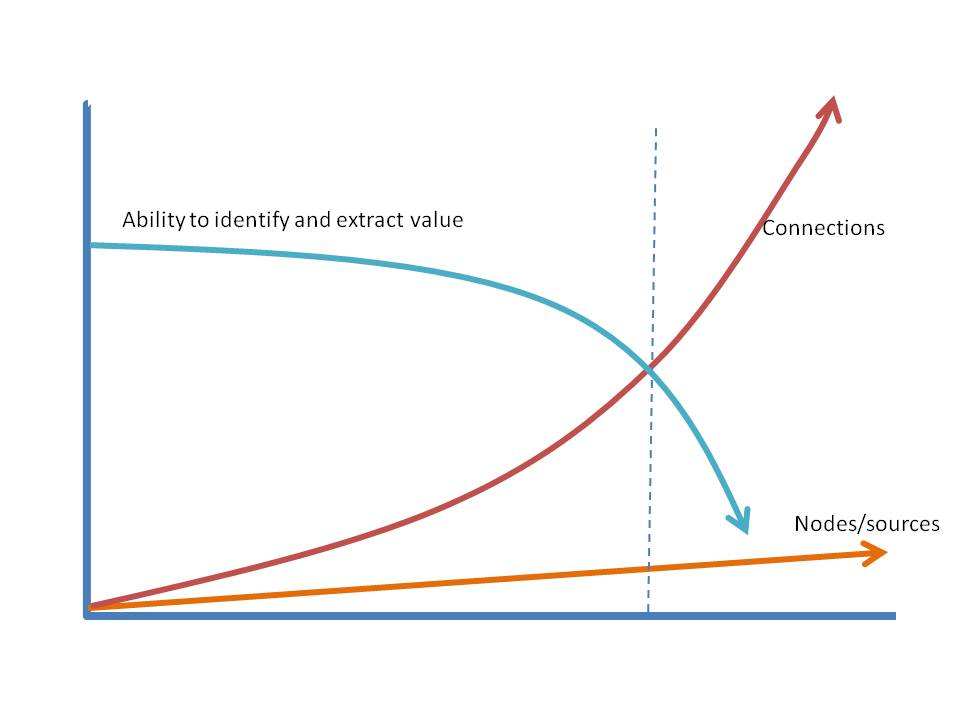 Ability to identify and extract value
Connections
Nodes/sources